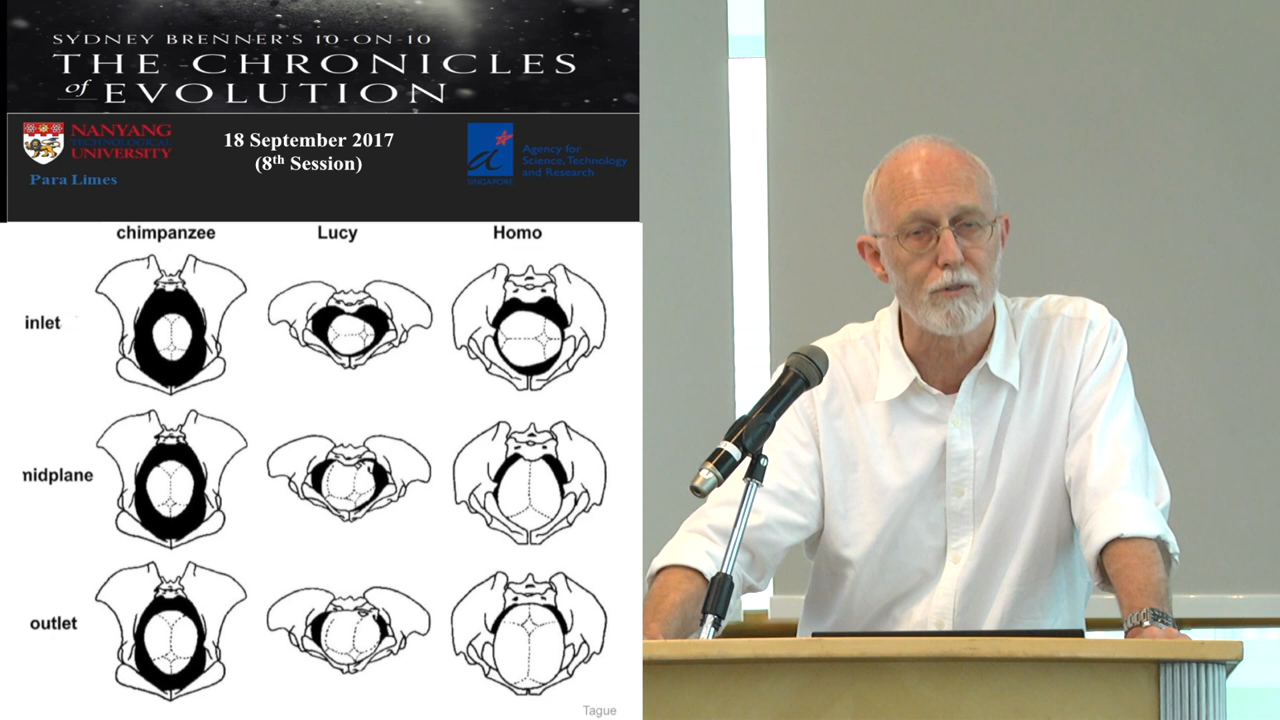 SYDNEY BRENNER'S 10-ON-10
THE CHRONICLES
of EVOLUTION
NANYANG
TECHNOLOGICAL
UNIVERSITY
Para Limes
18 September 2017
(8th Session)
SINGAPORE
Agency for
Science, Technology
and Research
chimpanzee Lucy Homo
inlet
midplane
outlet
Tague